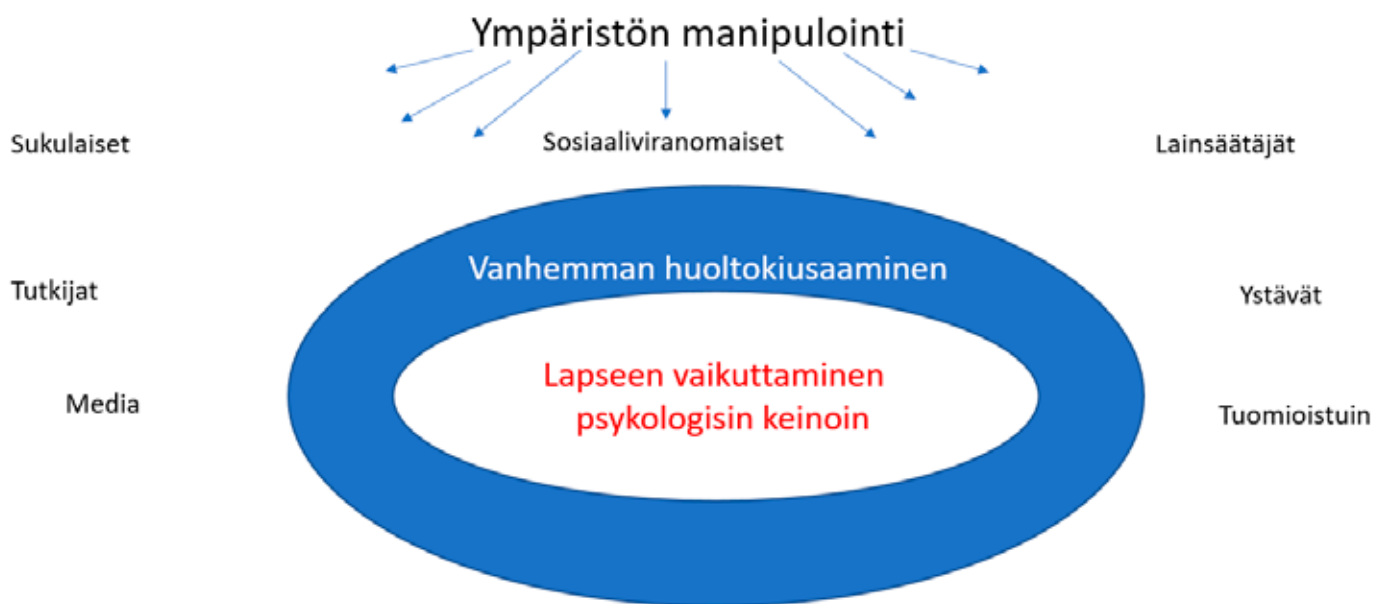 Ympäristön manipulointi
Sukulaiset
Sosiaaliviranomaiset
Lainsäätäjät
Vanhemman huoltokiusaaminen
Tutkijat
Ystävät
Lapseen vaikuttaminen
psykologisin keinoin
Media
Tuomioistuin